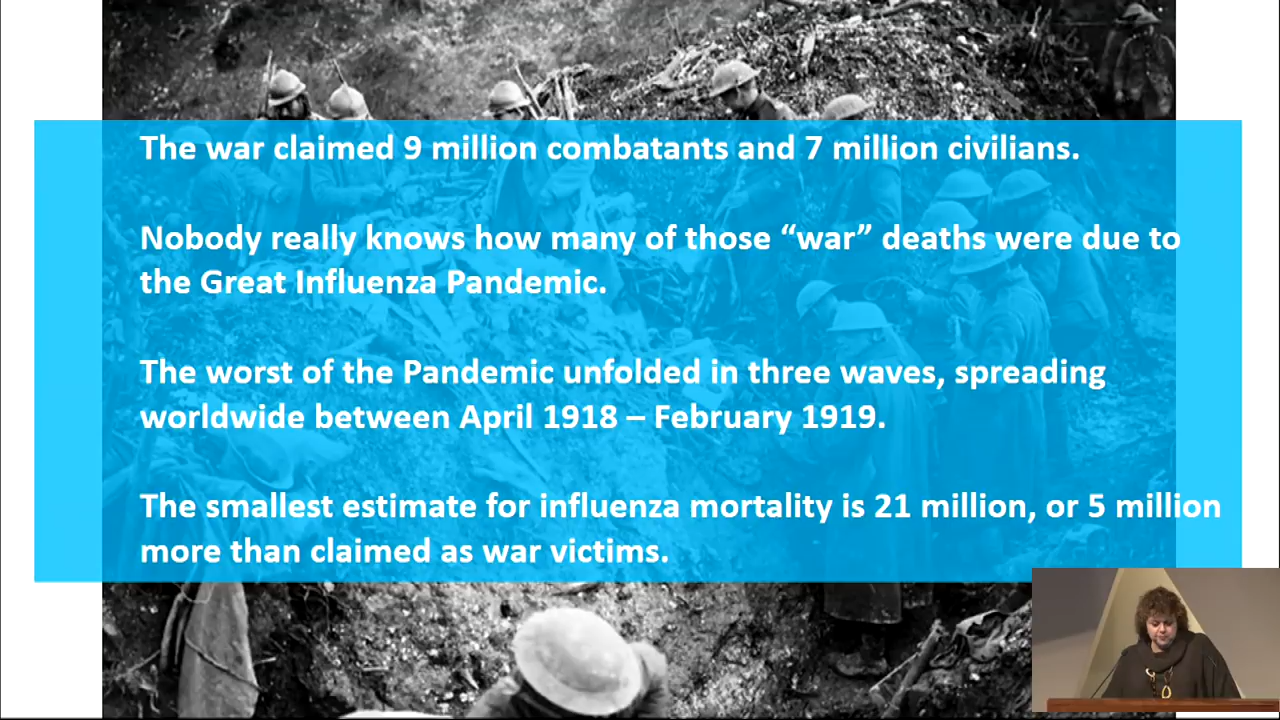 The war claimed 9 million combatants and 7 million civilians.
Nobody really knows how many of those “war” deaths were due to
the Great Influenza Pandemic.
The worst of the Pandemic unfolded in three waves, spreading
worldwide between April 1918 – February 1919.
The smallest estimate for influenza mortality is 21 million, or 5 million
more than claimed as war victims.